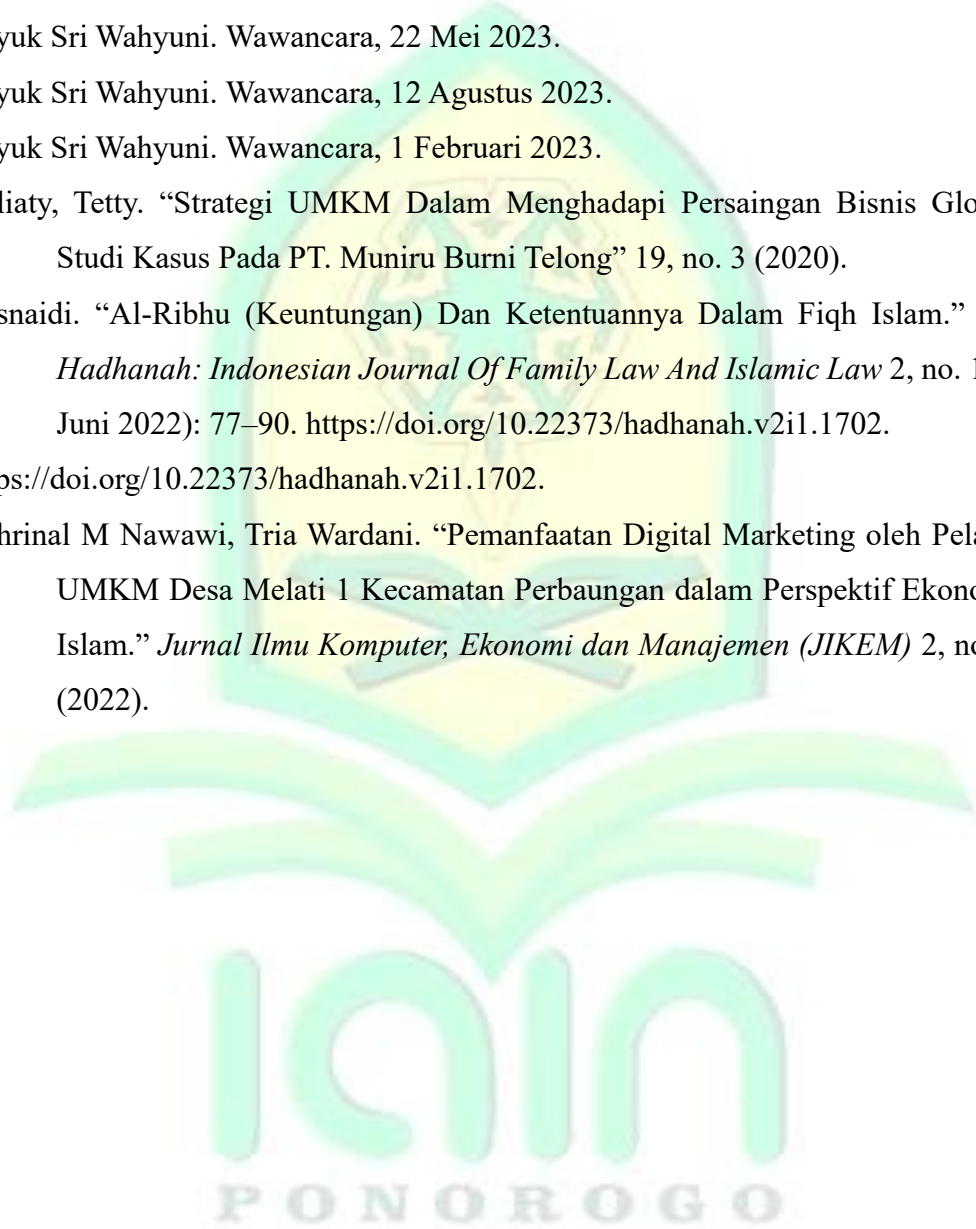 yuk Sri Wahyuni. Wawancara, 22 Mei 2023.
yuk Sri Wahyuni. Wawancara, 12 Agustus 2023.
yuk Sri Wahyuni. Wawancara, 1 Februari 2023.
liaty, Tetty. “Strategi UMKM Dalam Menghadapi Persaingan Bisnis Glo
Studi Kasus Pada PT. Muniru Burni Telong” 19, no. 3 (2020).
snaidi. “Al-Ribhu (Keuntungan) Dan Ketentuannya Dalam Fiqh Islam.”
Hadhanah: Indonesian Journal Of Family Law And Islamic Law 2, no. 1
Juni 2022): 77–90. https://doi.org/10.22373/hadhanah.v2i1.1702.
ps://doi.org/10.22373/hadhanah.v2i1.1702.
hrinal M Nawawi, Tria Wardani. “Pemanfaatan Digital Marketing oleh Pela
UMKM Desa Melati 1 Kecamatan Perbaungan dalam Perspektif Ekono
Islam.” Jurnal Ilmu Komputer, Ekonomi dan Manajemen (JIKEM) 2, no
(2022).
iain
PONOROGO